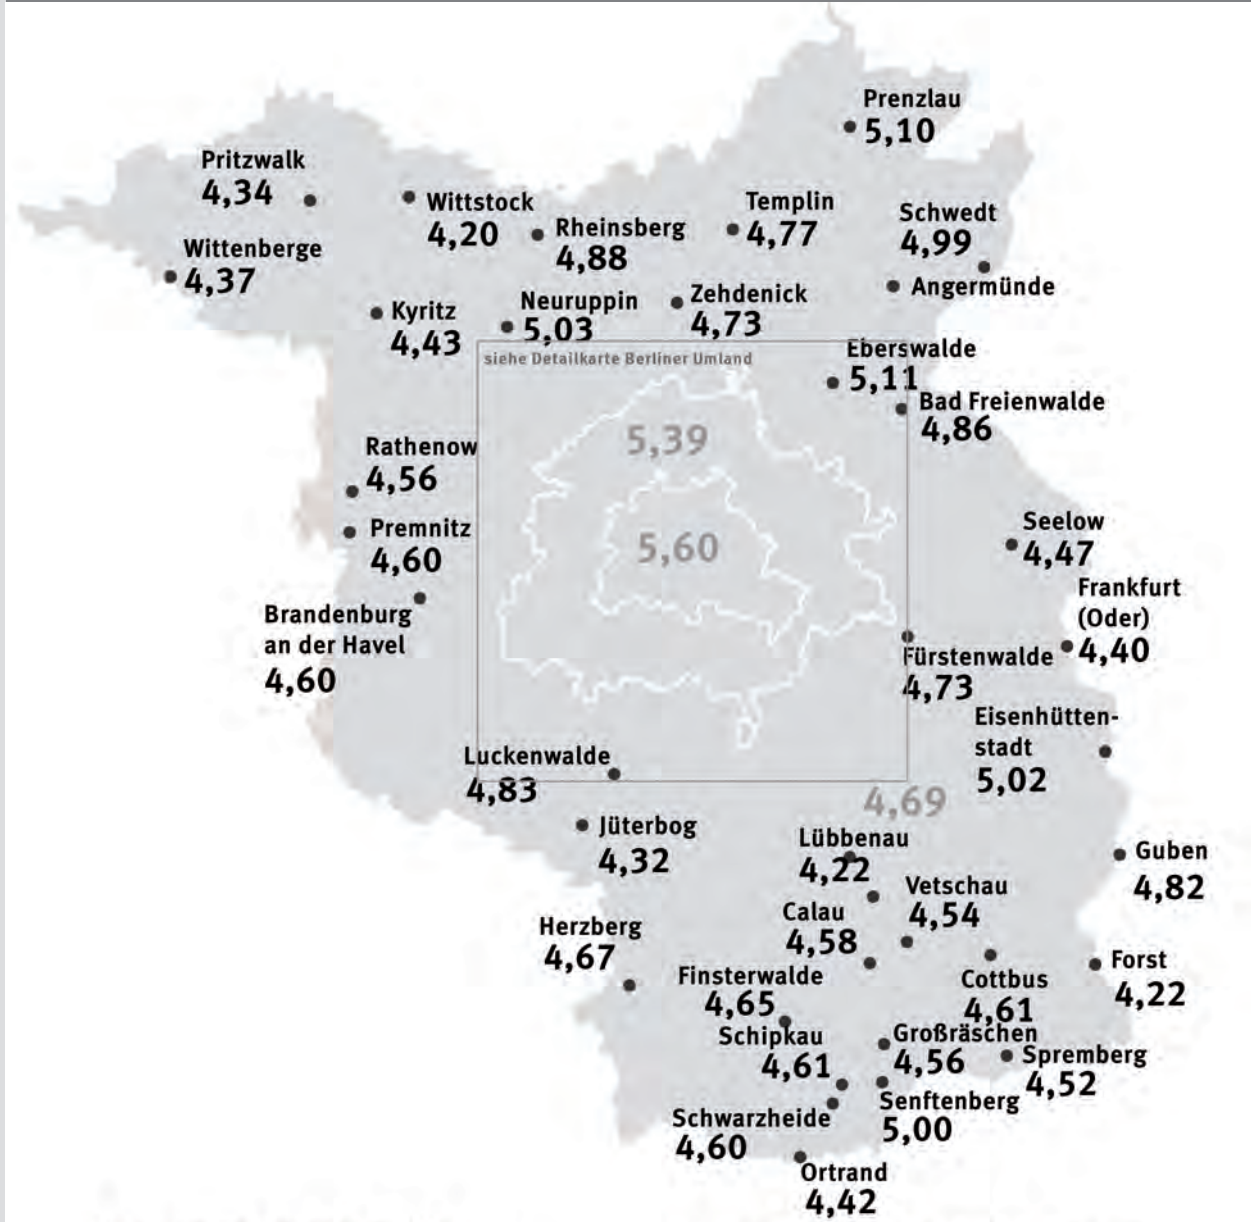 Prenzlau
5,10
Pritzwalk
4,34
Wittstock
4,20
Rheinsberg
4,88
Templin
4,77
Schwedt
4,99
Wittenberge
4,37
Angermünde
Kyritz
4,43
Neuruppin
5,03
Zehdenick
4,73
siehe Detailkarte Berliner Umland
Eberswalde
5,11
Bad Freienwalde
4,86
5,39
Rathenow
4,56
Premnitz
4,60
5,60
Seelow
4,47
Frankfurt
(Oder)
4,40
Brandenburg
an der Havel
4,60
Fürstenwalde
4,73
Eisenhütten-
stadt
5,02
Luckenwalde
4,83
4,69
Jüterbog
4,32
Lübbenau
4,22
Guben
4,82
Vetschau
4,54
Calau
4,58
Herzberg
4,67
Finsterwalde
4,65
Cottbus
4,61
Forst
4,22
Schipkau
4,61
Großräschen
4,56
Spremberg
4,52
Senftenberg
5,00
Schwarzheide
4,60
Ortrand
4,42